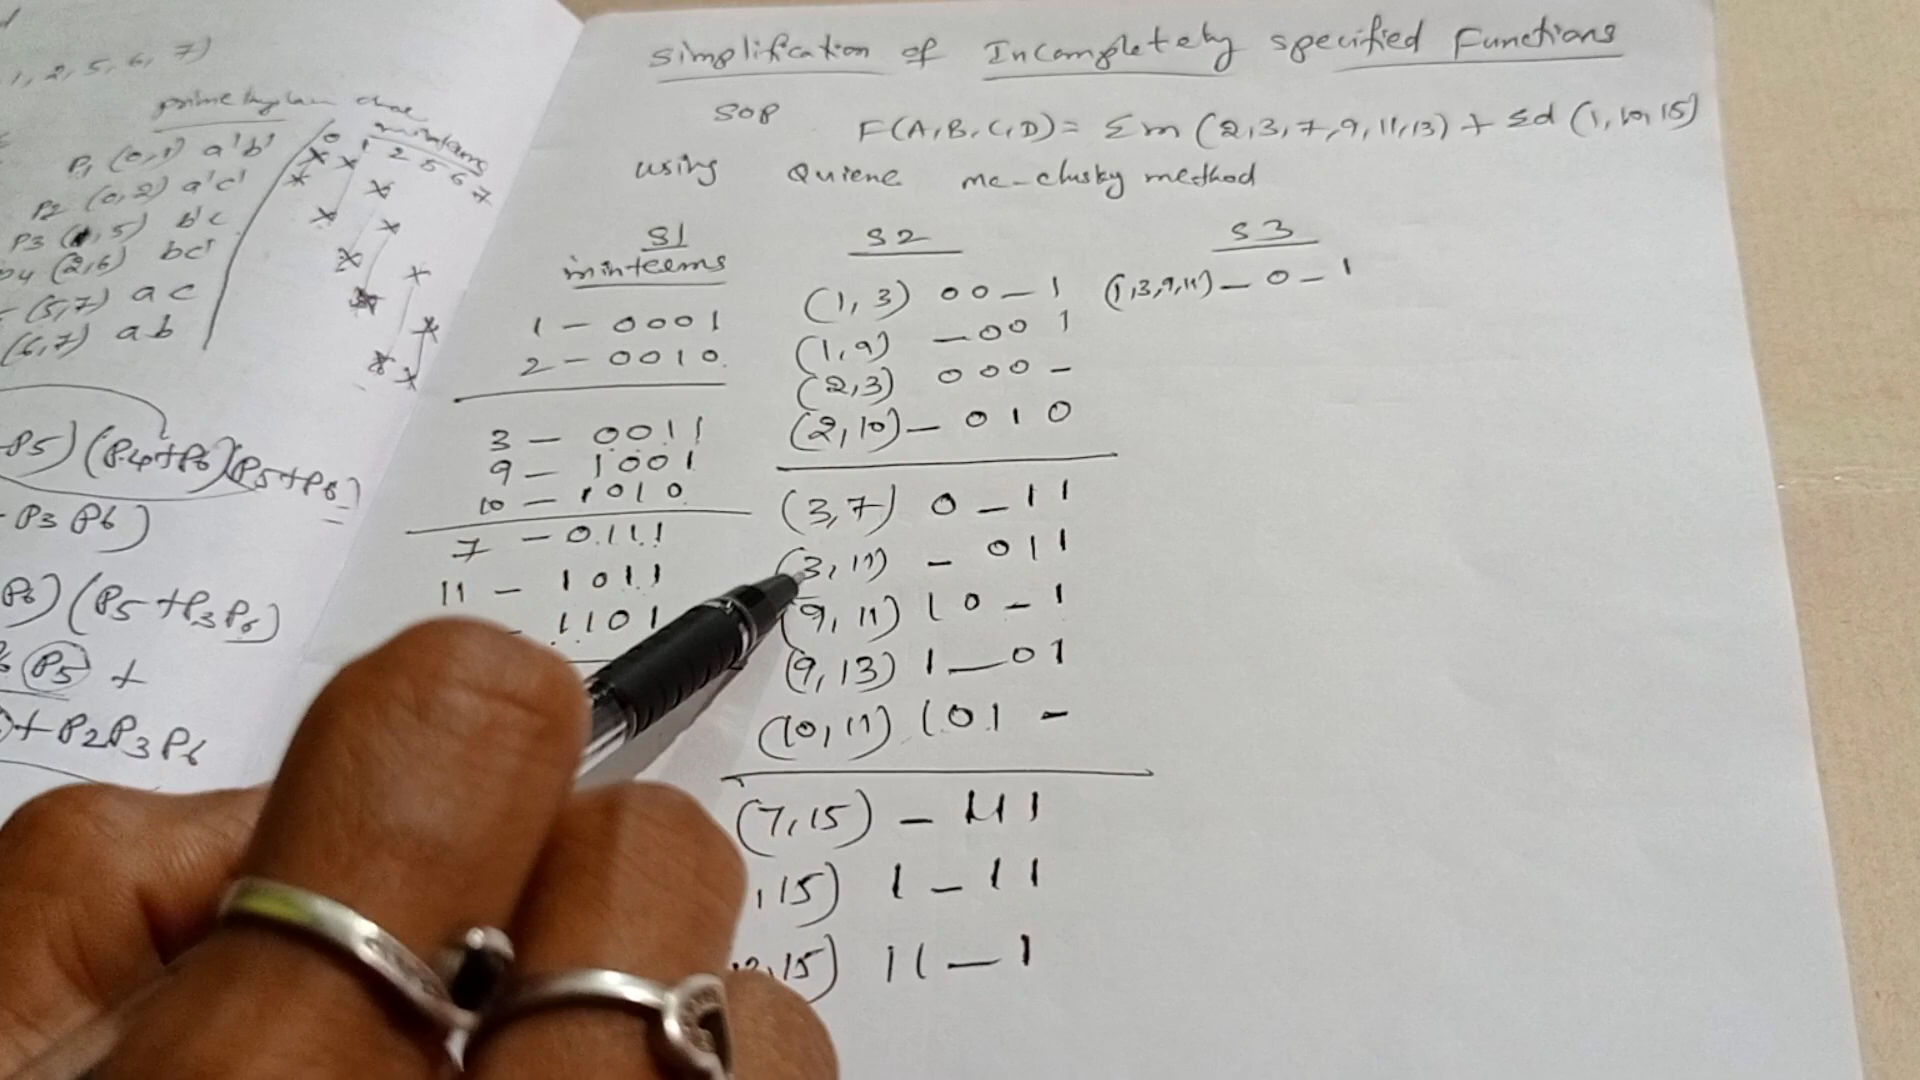 1, 2, 5, 6, 7)
prime
minterms
0 1 2 5 6 7
P1 (0,1) a'b'
P2 (0,2) a'c'
P3 (1,5) b'c
P4 (2,6) bc'
(5,7) ac
(6,7) ab
P5) (P4+P6)(P5+P6)
P3 P6)
P6) (P5+P3P6)
P5 +
+ P2P3P6
Simplification of Incompletely specified Functions
SOP F(A,B,C,D) = Σm (2,3,7,9,11,13) + Σd (1,10,15)
using Quiene mc-clusky method
S1
minterms
1 - 0001
2 - 0010
3 - 0011
9 - 1001
10 - 1010
7 - 0111
11 - 1011
- 1101
S2
(1,3) 00-1
(1,9) -001
(2,3) 000-
(2,10) -010
(3,7) 0-11
(3,11) -011
(9,11) 10-1
(9,13) 1-01
(10,11) 101-
(7,15) -111
,15) 1-11
,15) 11-1
S3
(1,3,9,11) -0-1